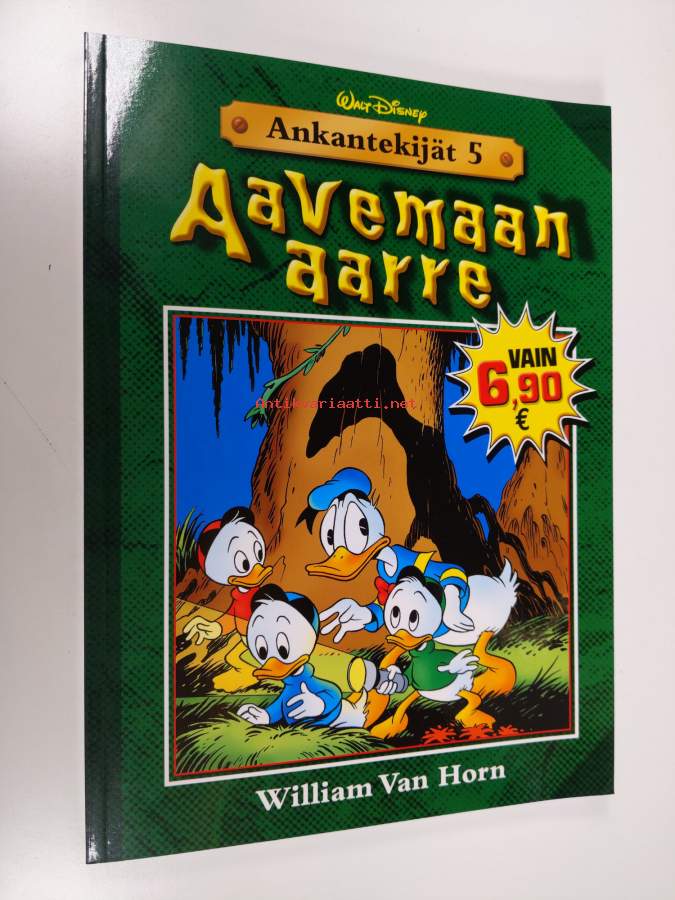 WALT DISNEY
Ankantekijät 5
Aavemaan
aarre
VAIN
6,90
€
Antikvariaatti.net
William Van Horn